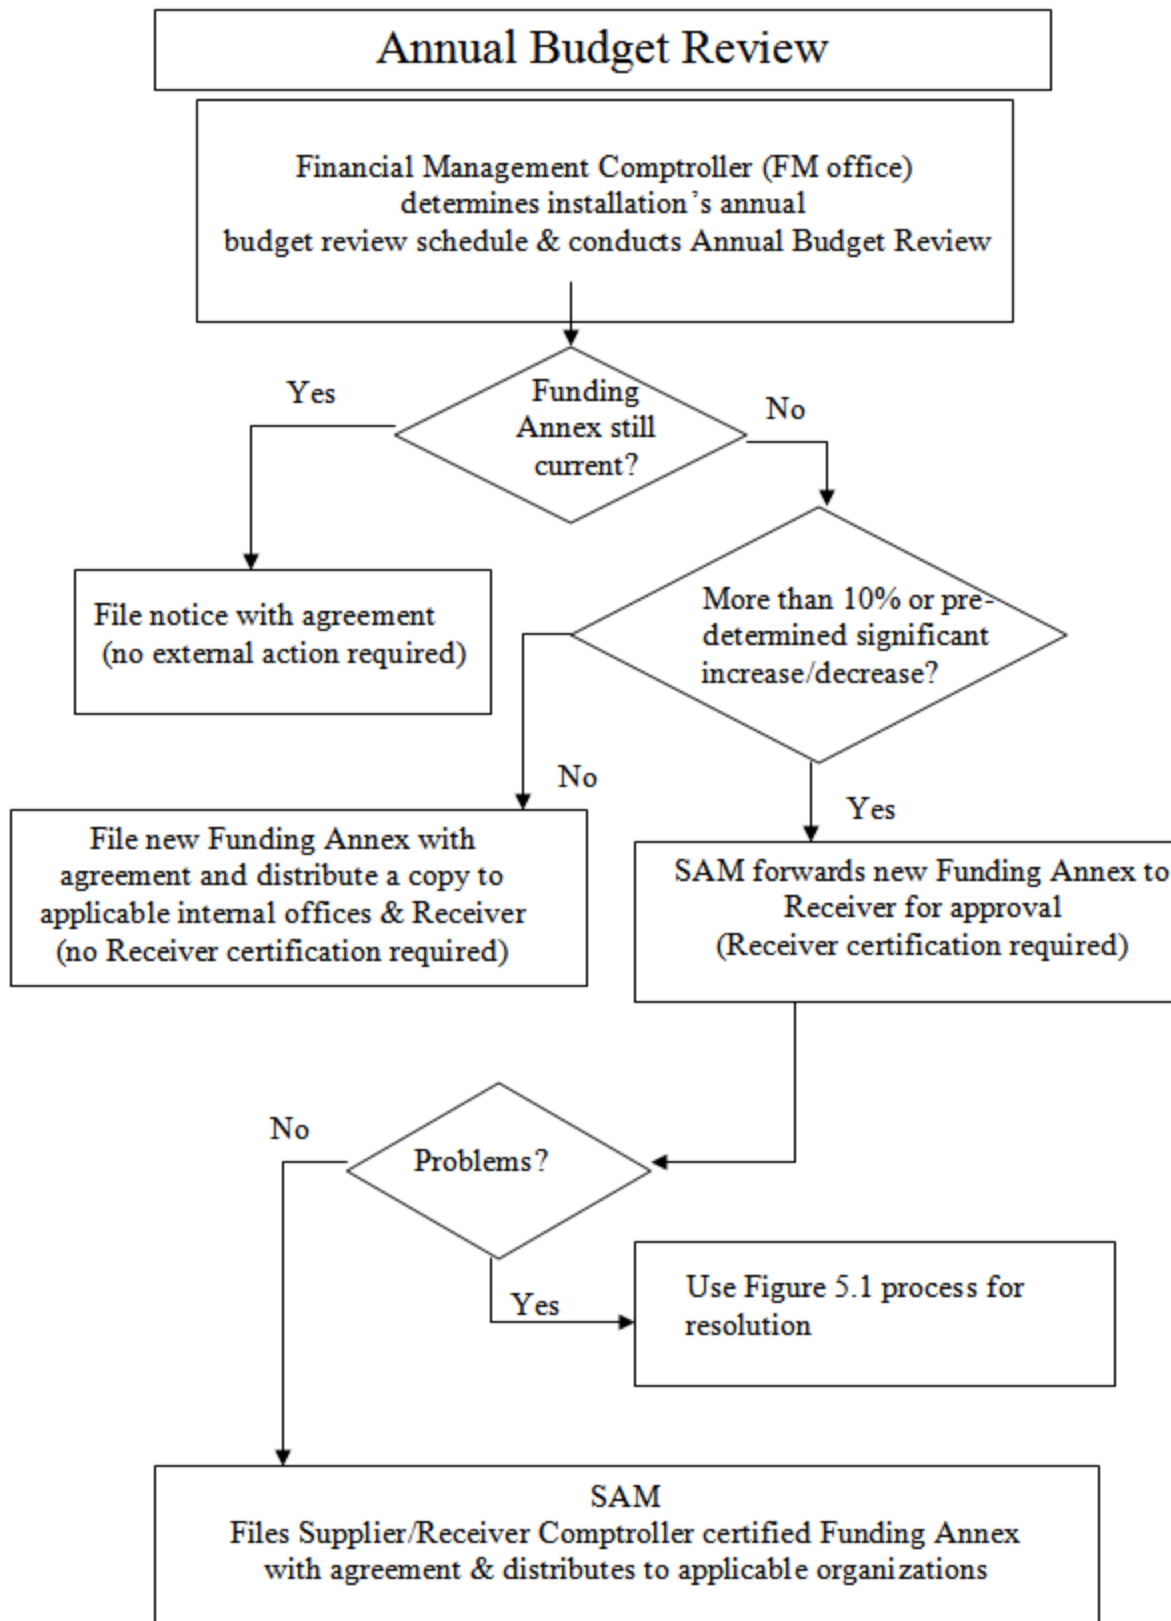 Annual Budget Review
Financial Management Comptroller (FM office)
determines installation's annual
budget review schedule & conducts Annual Budget Review
Yes
Funding
Annex still
current?
No
File notice with agreement
(no external action required)
More than 10% or pre-
determined significant
increase/decrease?
No
Yes
File new Funding Annex with
agreement and distribute a copy to
applicable internal offices & Receiver
(no Receiver certification required)
SAM forwards new Funding Annex to
Receiver for approval
(Receiver certification required)
No
Problems?
Yes
Use Figure 5.1 process for
resolution
SAM
Files Supplier/Receiver Comptroller certified Funding Annex
with agreement & distributes to applicable organizations